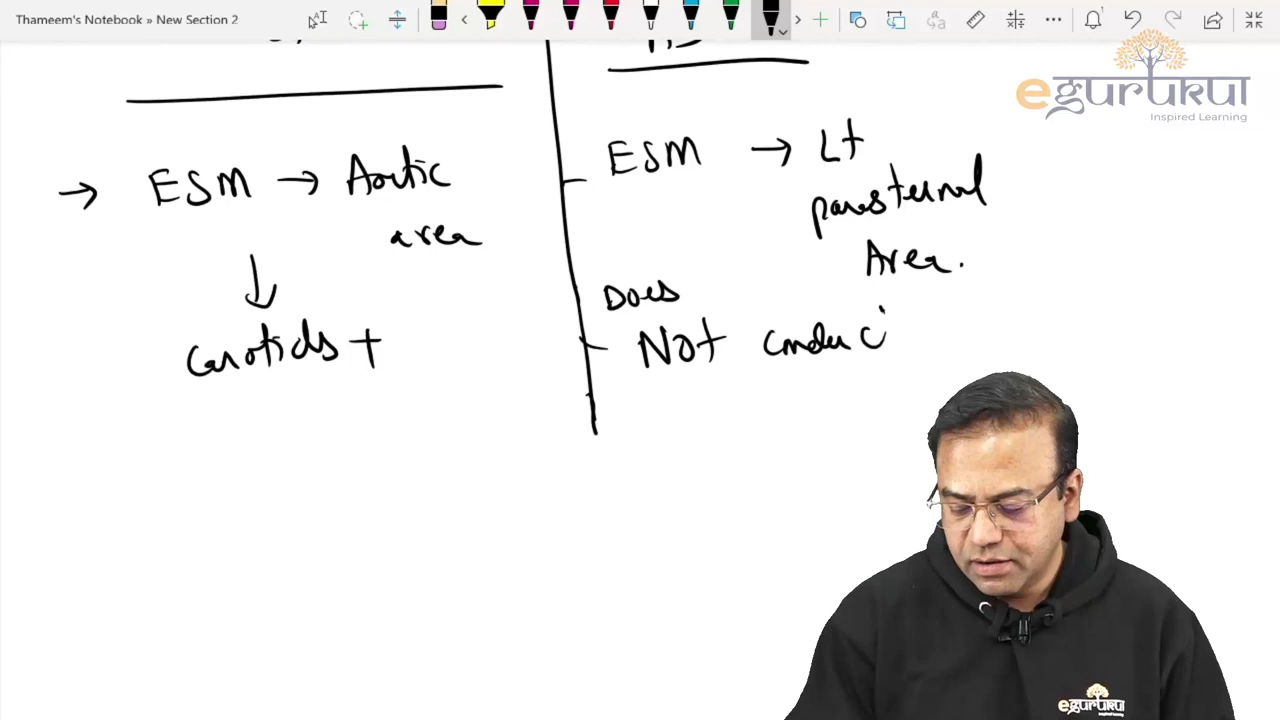 Thameem's Notebook » New Section 2
egurukul
Inspired Learning
→ ESM → Aortic
area
↓
Carotids +
ESM → Lt
parasternal
Area.
Does
Not conduc
egurukul